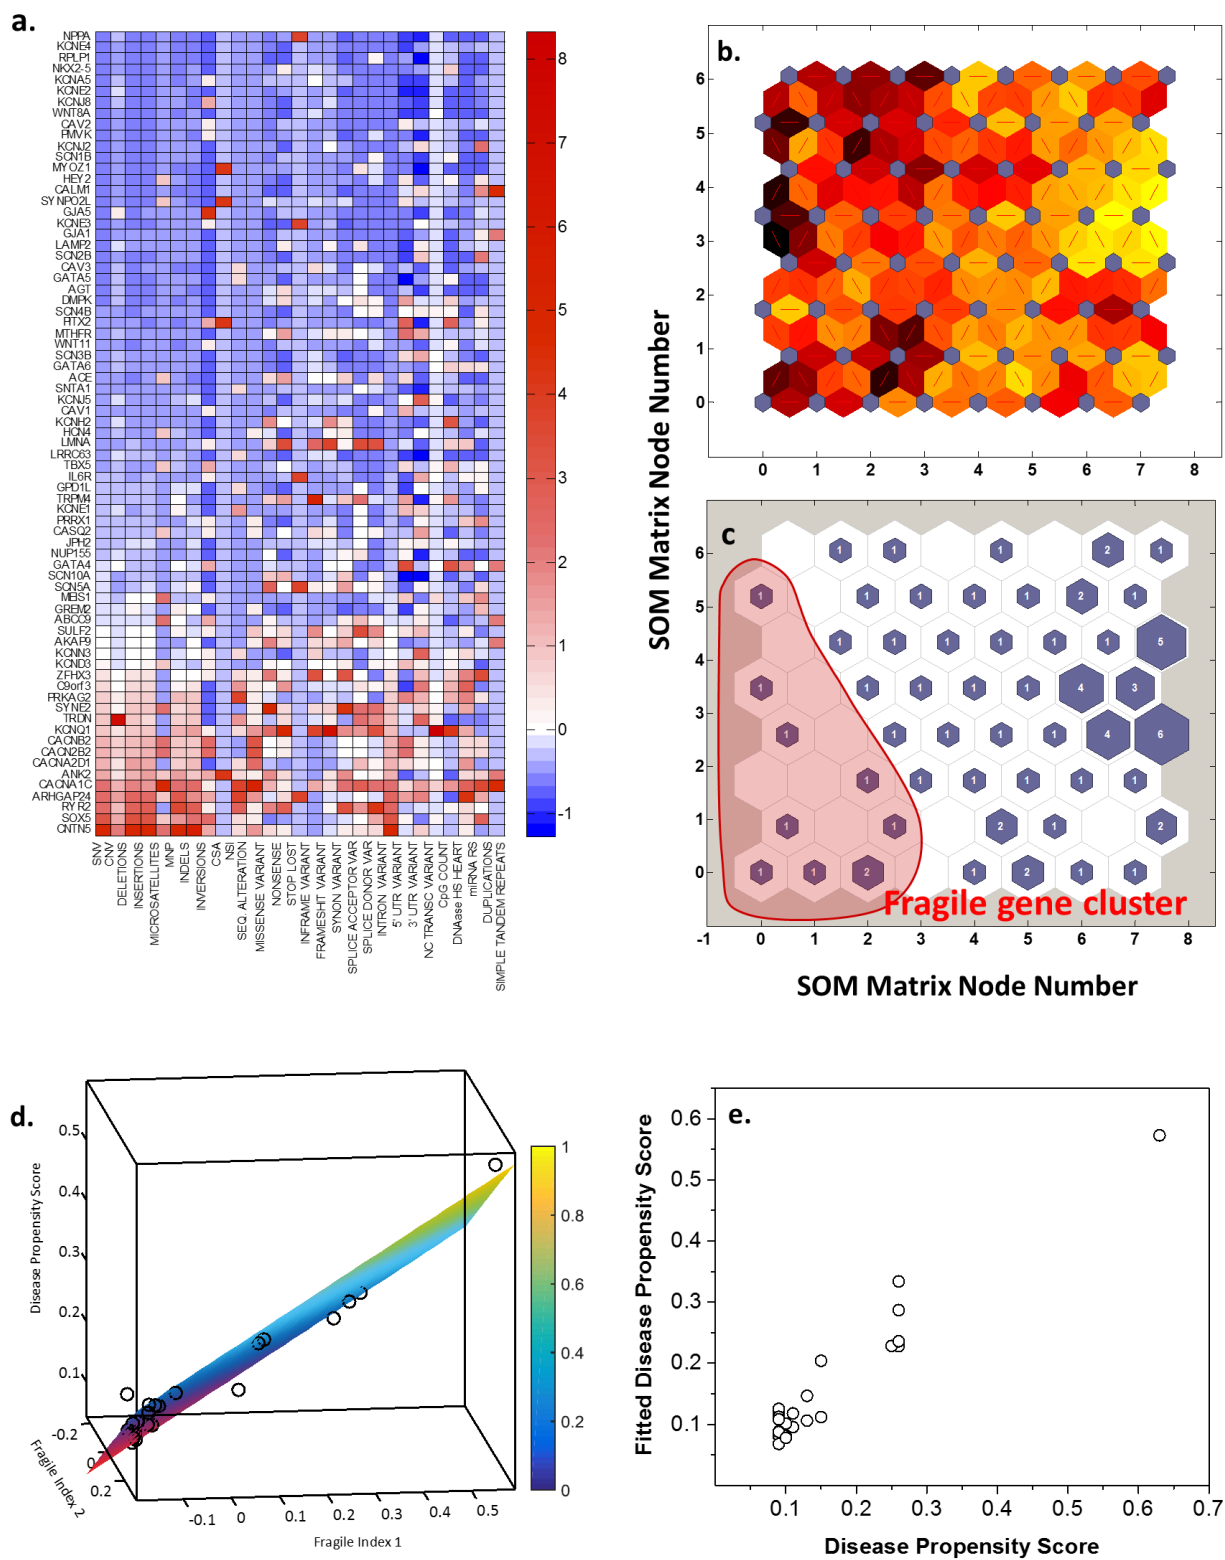 a.
NPPA
KCNE4
RPLP1
NKX2-5
KCNA5
KCNE2
KCNJ8
WNT8A
CAV2
PMVK
KCNJ2
SCN1B
MYOZ1
HEY2
CALM1
SYNPO2L
GJA5
KCNE3
GJA1
LAMP2
SCN2B
CAV3
GATA5
AGT
DMPK
SCN4B
PITX2
MTHFR
WNT11
SCN3B
GATA6
ACE
SNTA1
KCNJ5
CAV1
KCNH2
HCN4
LMNA
LRRC63
TBX5
IL6R
GPD1L
TRPM4
KCNE1
PRRX1
CASQ2
JPH2
NUP155
GATA4
SCN10A
SCN5A
MEIS1
GREM2
ABCC9
SULF2
AKAP9
KCNN3
KCND3
ZFHX3
C9orf3
PRKAG2
SYNE2
TRDN
KCNQ1
CACNB2
CACN2B2
CACNA2D1
ANK2
CACNA1C
ARHGAP24
RYR2
SOX5
CNTN5
SNV
CNV
DELETIONS
INSERTIONS
MICROSATELLITES
MNP
INDELS
INVERSIONS
CSA
NSI
SEQ. ALTERATION
MISSENSE VARIANT
NONSENSE
STOP LOST
INFRAME VARIANT
FRAMESHIT VARIANT
SYNON VARIANT
SPLICE ACCEPTOR VAR
SPLICE DONOR VAR
INTRON VARIANT
5' UTR VARIANT
3' UTR VARIANT
NC TRANSC VARIANT
CpG COUNT
DNAase HS HEART
miRNA RS
DUPLICATIONS
SIMPLE TANDEM REPEATS
8
7
6
5
4
3
2
1
0
-1
b.
6
5
4
3
2
1
0
0 1 2 3 4 5 6 7 8
SOM Matrix Node Number
c
6
5
4
3
2
1
0
1 1 1 2 1
1 1 1 1 1 2 1
1 1 1 1 1 1 5
1 1 1 1 1 4 3
1 1 1 1 1 4 6
1 1 1 1 1 1
1 1 2 1 2
1 1 2 1 2 1 1
Fragile gene cluster
-1 0 1 2 3 4 5 6 7 8
SOM Matrix Node Number
d.
Disease Propensity Score
0.5
0.4
0.3
0.2
0.1
-0.2
0
0.2
Fragile Index 2
-0.1 0 0.1 0.2 0.3 0.4 0.5
Fragile Index 1
1
0.8
0.6
0.4
0.2
0
e.
Fitted Disease Propensity Score
0.6
0.5
0.4
0.3
0.2
0.1
0.1 0.2 0.3 0.4 0.5 0.6 0.7
Disease Propensity Score